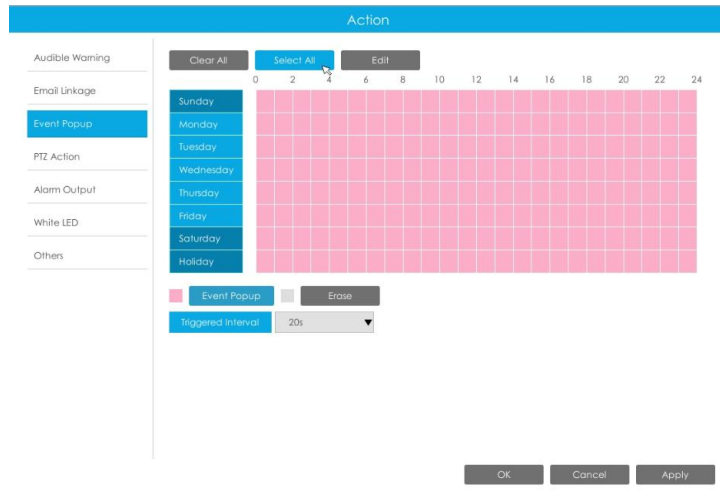 Action
Audible Warning
Email Linkage
Event Popup
PTZ Action
Alarm Output
White LED
Others
Clear All Select All Edit
0 2 4 6 8 10 12 14 16 18 20 22 24
Sunday
Monday
Tuesday
Wednesday
Thursday
Friday
Saturday
Holiday
Event Popup Erase
Triggered Interval 20s
OK Cancel Apply